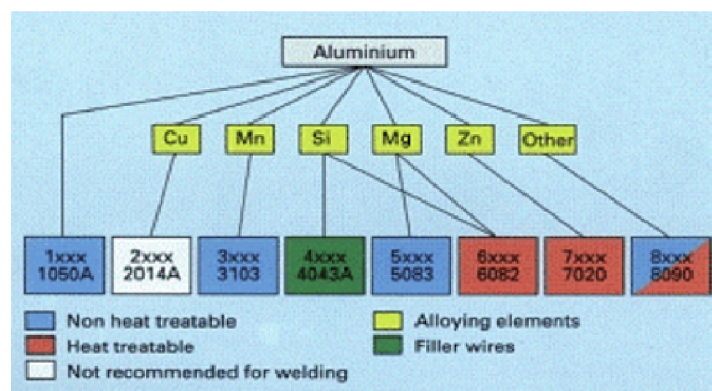 Aluminium
Cu Mn Si Mg Zn Other
1xxx 2xxx 3xxx 4xxx 5xxx 6xxx 7xxx 8xxx
1050A 2014A 3103 4043A 5083 6082 7020 8090
Non heat treatable
Heat treatable
Not recommended for welding
Alloying elements
Filler wires